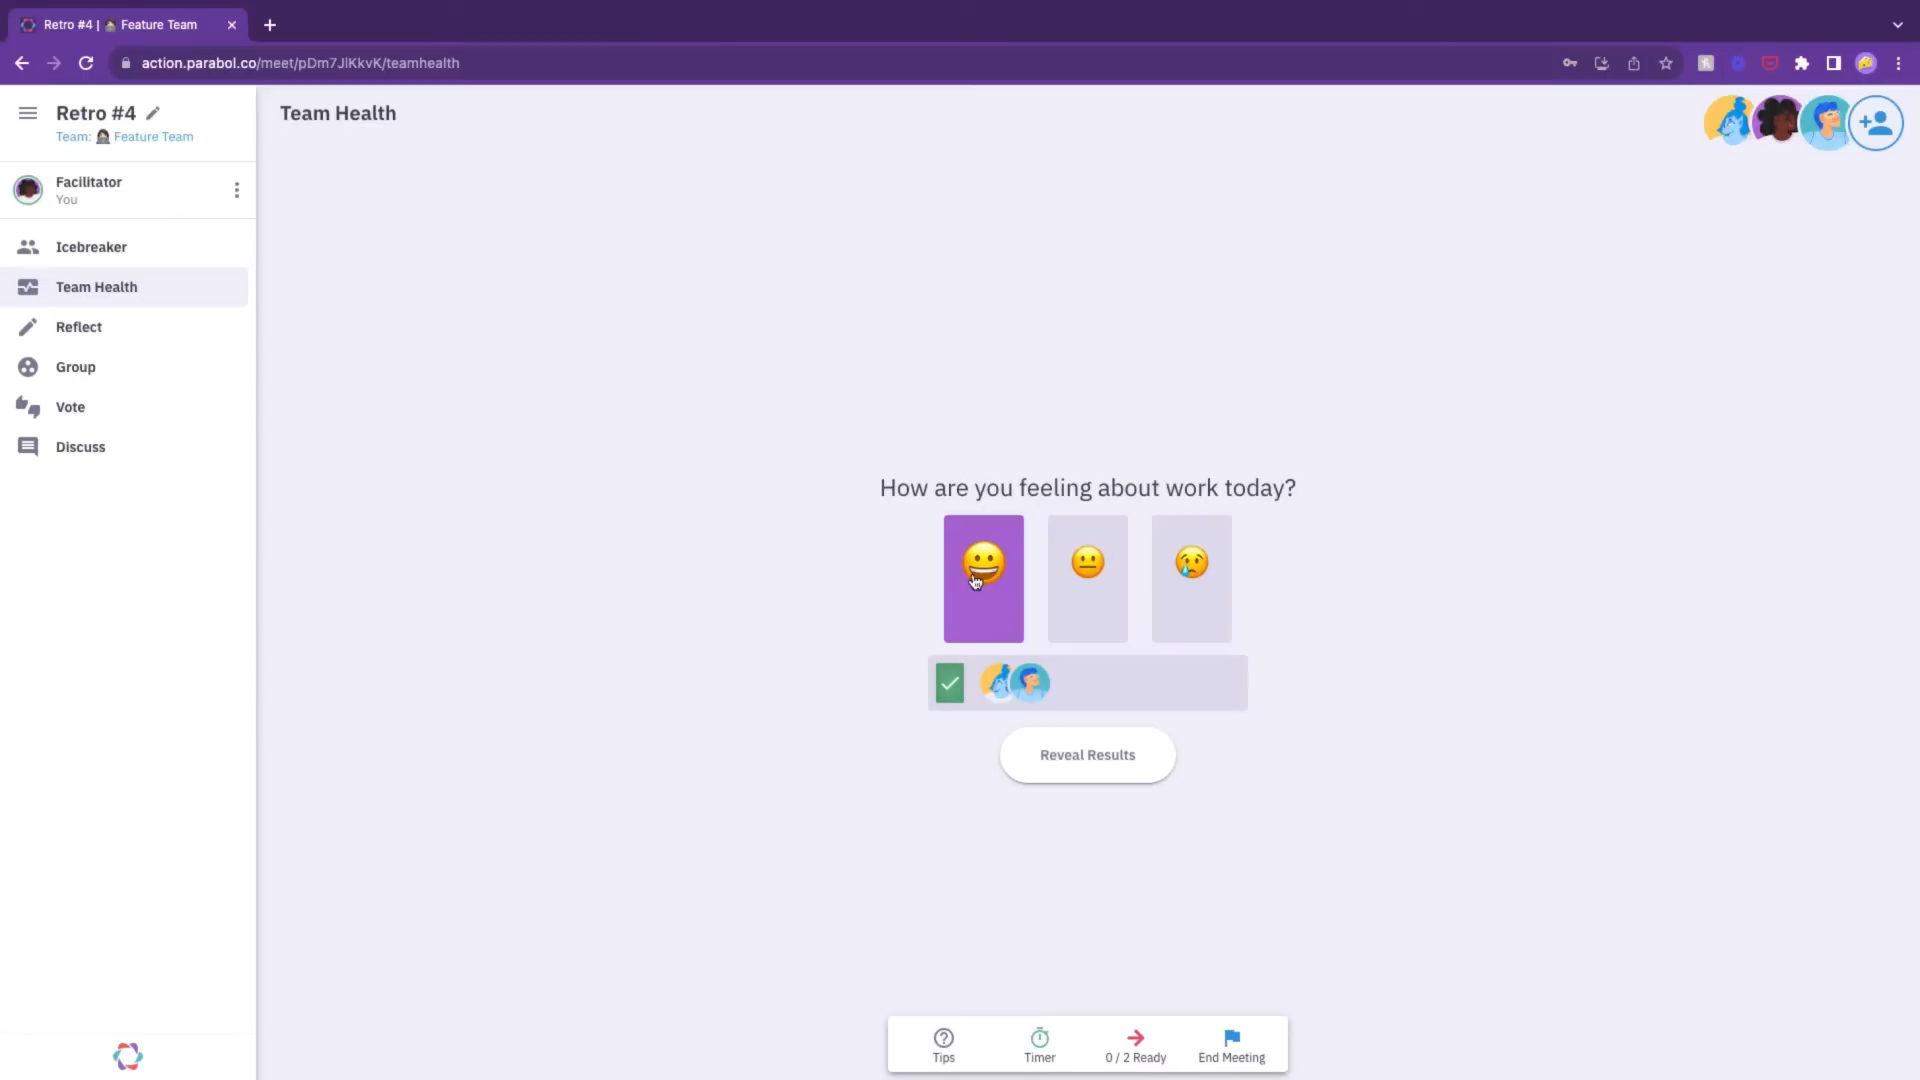 Retro #4 | Feature Team
action.parabol.co/meet/pDm7JlKkvK/teamhealth
Retro #4
Team: Feature Team
Facilitator
You
Icebreaker
Team Health
Reflect
Group
Vote
Discuss
Team Health
How are you feeling about work today?
Reveal Results
Tips
Timer
0 / 2 Ready
End Meeting